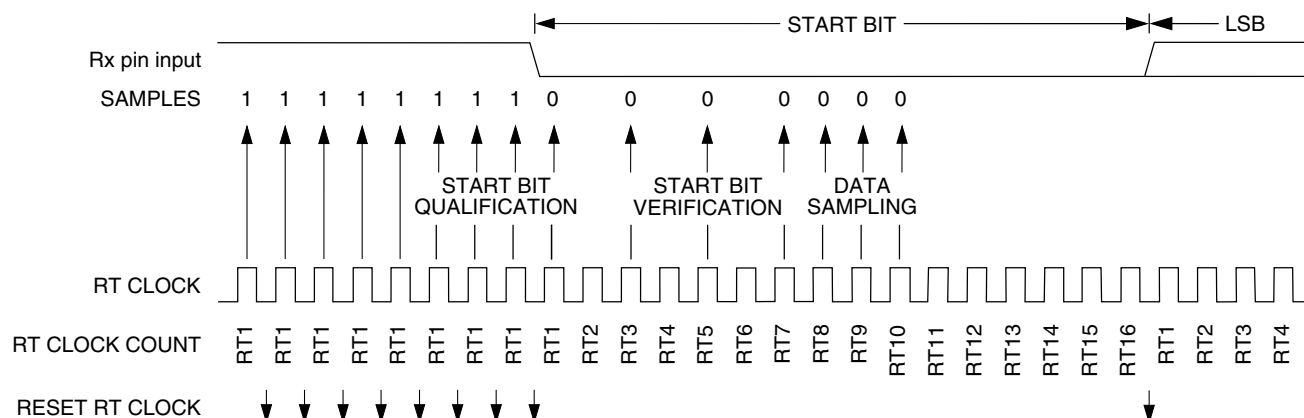 START BIT
LSB
Rx pin input
SAMPLES 1 1 1 1 1 1 1 1 0 0 0 0 0 0 0
START BIT QUALIFICATION
START BIT VERIFICATION
DATA SAMPLING
RT CLOCK
RT CLOCK COUNT RT1 RT1 RT1 RT1 RT1 RT1 RT1 RT1 RT1 RT2 RT3 RT4 RT5 RT6 RT7 RT8 RT9 RT10 RT11 RT12 RT13 RT14 RT15 RT16 RT1 RT2 RT3 RT4
RESET RT CLOCK